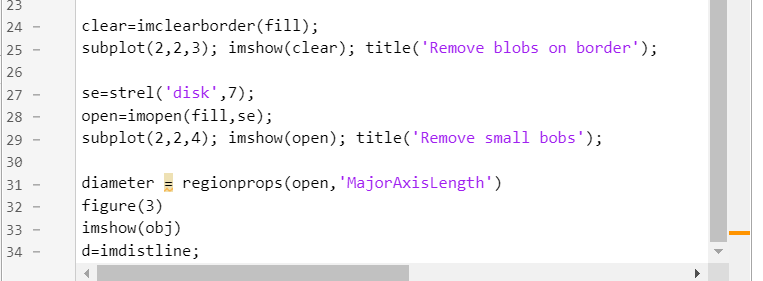 23
24 – clear=imclearborder(fill);
25 – subplot(2,2,3); imshow(clear); title('Remove blobs on border');
26
27 – se=strel('disk',7);
28 – open=imopen(fill,se);
29 – subplot(2,2,4); imshow(open); title('Remove small bobs');
30
31 – diameter = regionprops(open,'MajorAxisLength')
32 – figure(3)
33 – imshow(obj)
34 – d=imdistline;